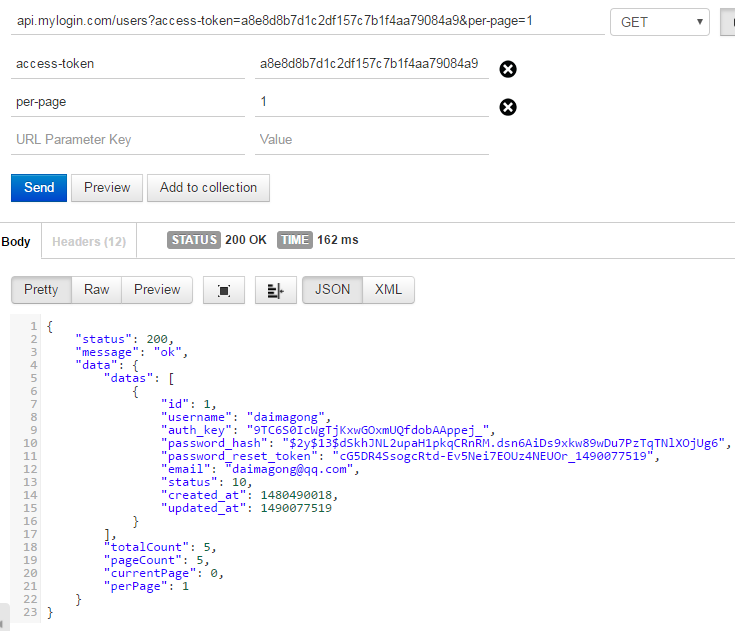 api.mylogin.com/users?access-token=a8e8d8b7d1c2df157c7b1f4aa79084a9&per-page=1 GET
access-token a8e8d8b7d1c2df157c7b1f4aa79084a9
per-page 1
URL Parameter Key Value
Send Preview Add to collection
Body Headers (12) STATUS 200 OK TIME 162 ms
Pretty Raw Preview JSON XML
1 {
2 "status": 200,
3 "message": "ok",
4 "data": {
5 "datas": [
6 {
7 "id": 1,
8 "username": "daimagong",
9 "auth_key": "9TC6S0IcWgTjKxwGOxmUQfdobAAppej_",
10 "password_hash": "$2y$13$dSkhJNL2upaH1pkqCRnRM.dsn6AiDs9xkw89wDu7PzTqTNlXOjUg6",
11 "password_reset_token": "cG5DR4SsogcRtd-Ev5Nei7EOUz4NEUOr_1490077519",
12 "email": "daimagong@qq.com",
13 "status": 10,
14 "created_at": 1480490018,
15 "updated_at": 1490077519
16 }
17 ],
18 "totalCount": 5,
19 "pageCount": 5,
20 "currentPage": 0,
21 "perPage": 1
22 }
23 }